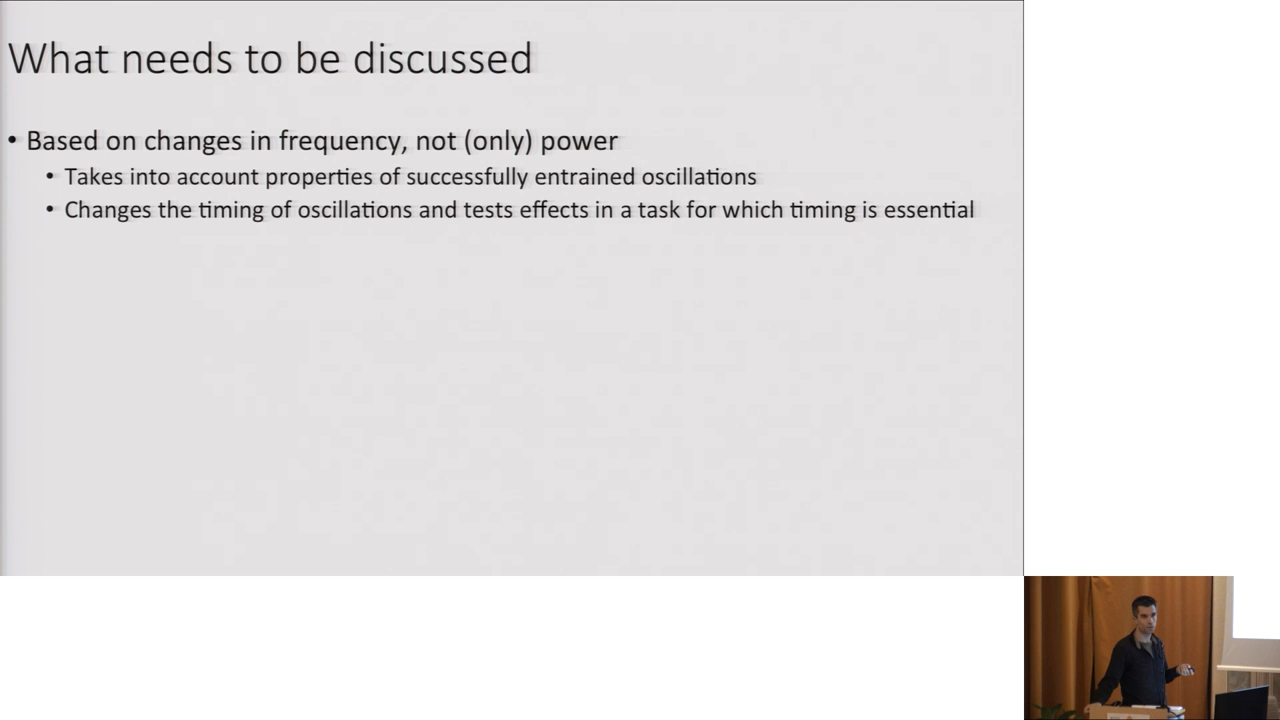 What needs to be discussed
• Based on changes in frequency, not (only) power
• Takes into account properties of successfully entrained oscillations
• Changes the timing of oscillations and tests effects in a task for which timing is essential